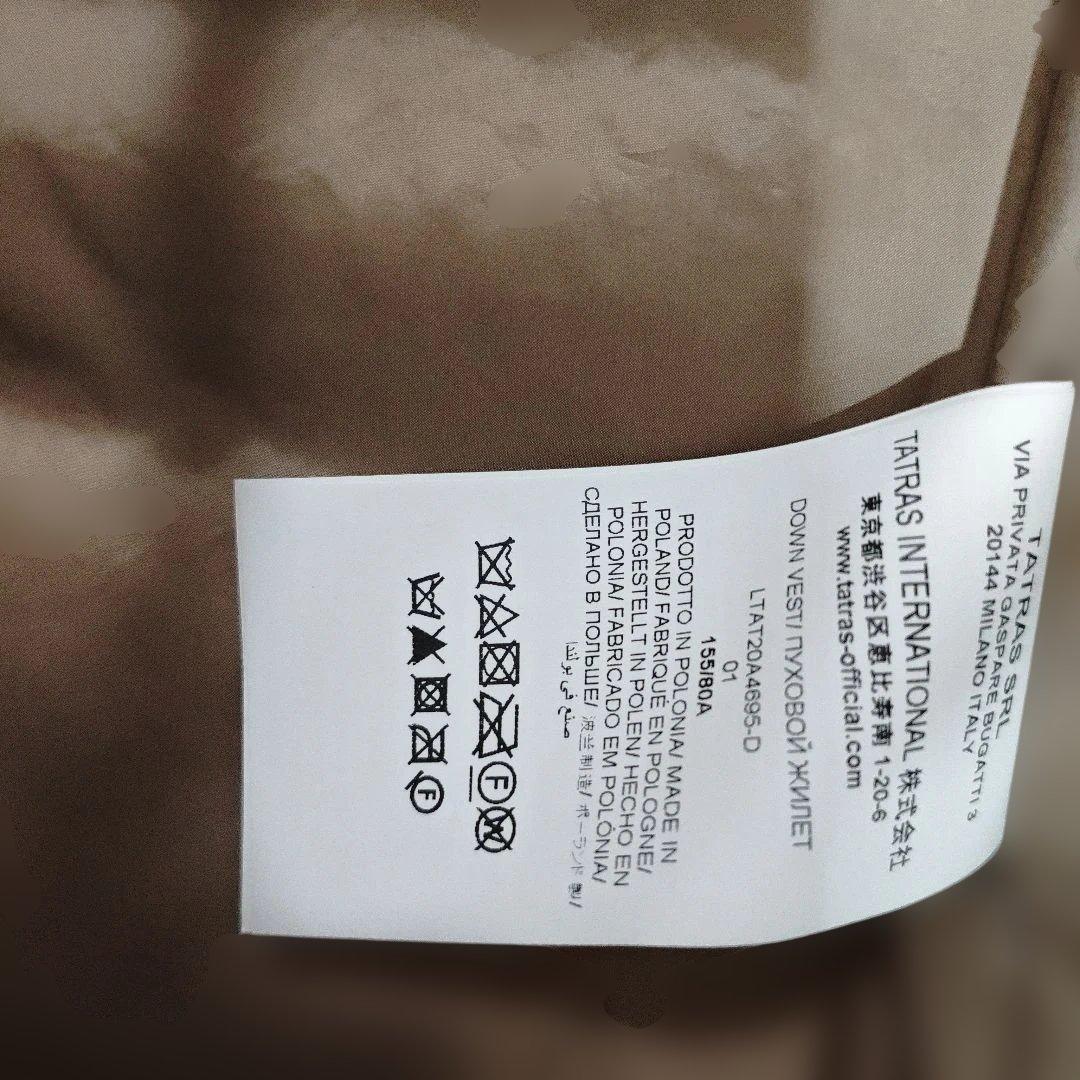 TATRAS SRL
VIA PRIVATA GASPARE BUGATTI 3
20144 MILANO ITALY
TATRAS INTERNATIONAL 株式会社
東京都渋谷区恵比寿南 1-20-6
www.tatras-official.com
DOWN VEST/ ПУХОВОЙ ЖИЛЕТ
LTAT20A4695-D
01
155/80A
PRODOTTO IN POLONIA/ MADE IN
POLAND/ FABRIQUÉ EN POLOGNE/
HERGESTELLT IN POLEN/ HECHO EN
POLONIA/ FABRICADO EM POLÓNIA/
СДЕЛАНО В ПОЛЬШЕ/ 波兰制造/ ポーランド製/
صنع في بولندا
F W
F